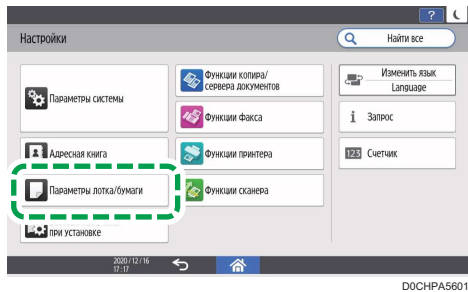 ?
Настройки
Найти все
Параметры системы
Функции копира/
сервера документов
Изменить язык
Language
Функции факса
i Запрос
Адресная книга
Функции принтера
123 Счетчик
Параметры лотка/бумаги
Функции сканера
при установке
2020/12/16
17:17
D0CHPA5601